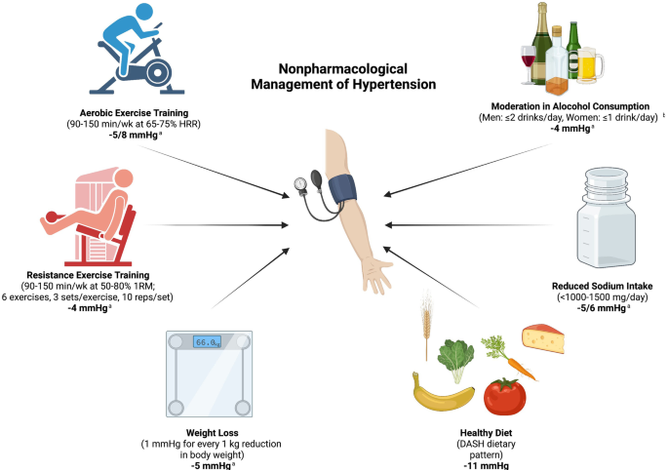 Nonpharmacological
Management of Hypertension
Aerobic Exercise Training
(90-150 min/wk at 65-75% HRR)
-5/8 mmHg a
Moderation in Alocohol Consumption
(Men: ≤2 drinks/day, Women: ≤1 drink/day) b
-4 mmHg a
Resistance Exercise Training
(90-150 min/wk at 50-80% 1RM;
6 exercises, 3 sets/exercise, 10 reps/set)
-4 mmHg a
Reduced Sodium Intake
(<1000-1500 mg/day)
-5/6 mmHg a
66.0kg
Weight Loss
(1 mmHg for every 1 kg reduction
in body weight)
-5 mmHg a
Healthy Diet
(DASH dietary
pattern)
-11 mmHg